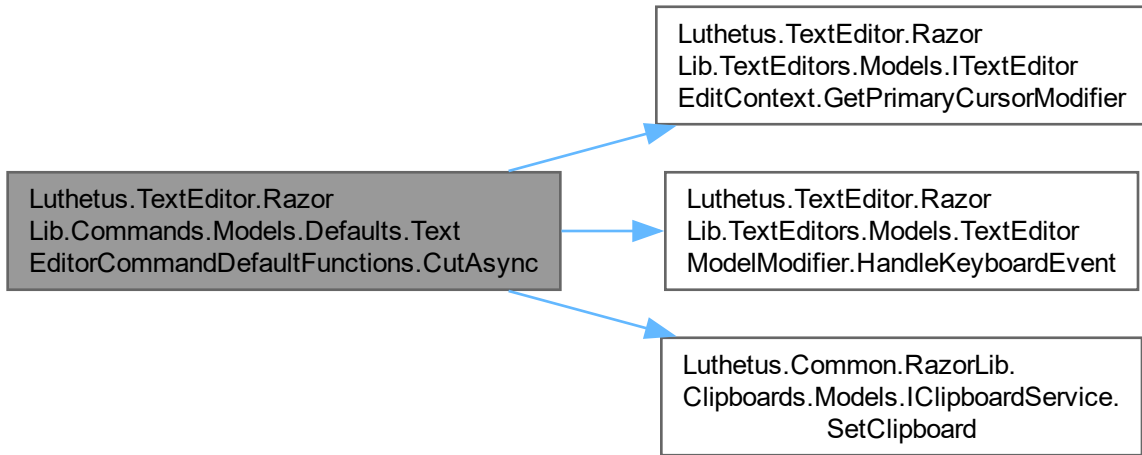 Luthetus.TextEditor.Razor
Lib.TextEditors.Models.ITextEditor
EditContext.GetPrimaryCursorModifier
Luthetus.TextEditor.Razor
Lib.Commands.Models.Defaults.Text
EditorCommandDefaultFunctions.CutAsync
Luthetus.TextEditor.Razor
Lib.TextEditors.Models.TextEditor
ModelModifier.HandleKeyboardEvent
Luthetus.Common.RazorLib.
Clipboards.Models.IClipboardService.
SetClipboard